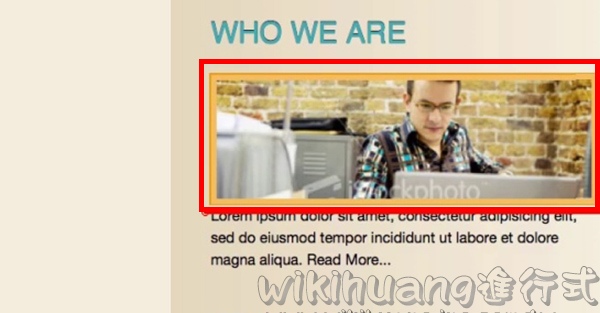 WHO WE ARE
iStockphoto
Lorem ipsum dolor sit amet, consectetur adipisicing elit,
sed do eiusmod tempor incididunt ut labore et dolore
magna aliqua. Read More...
wikihuang進行式